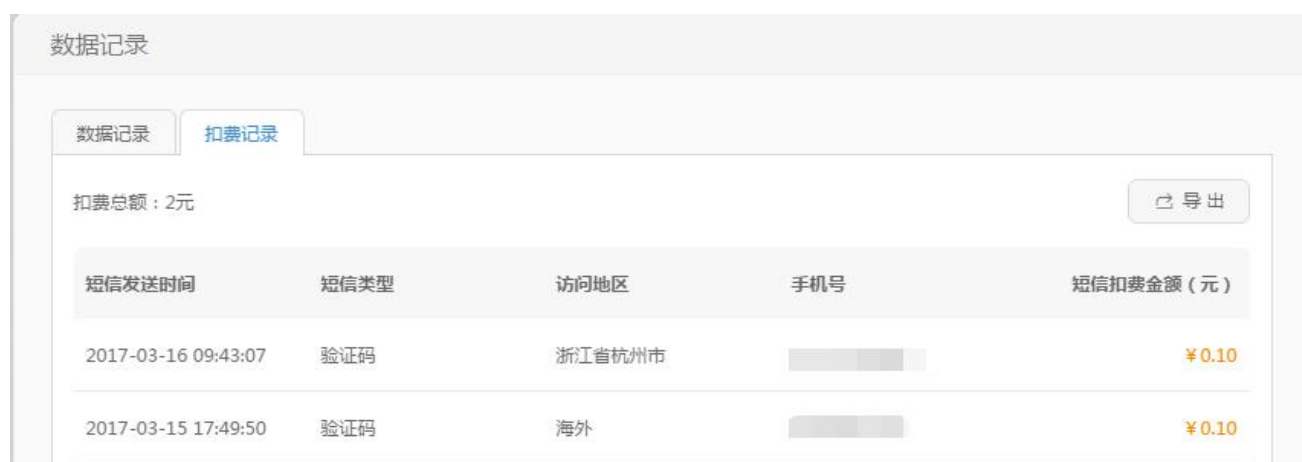 数据记录
数据记录 扣费记录
扣费总额：2元 导出
短信发送时间 短信类型 访问地区 手机号 短信扣费金额（元）
2017-03-16 09:43:07 验证码 浙江省杭州市 ¥0.10
2017-03-15 17:49:50 验证码 海外 ¥0.10